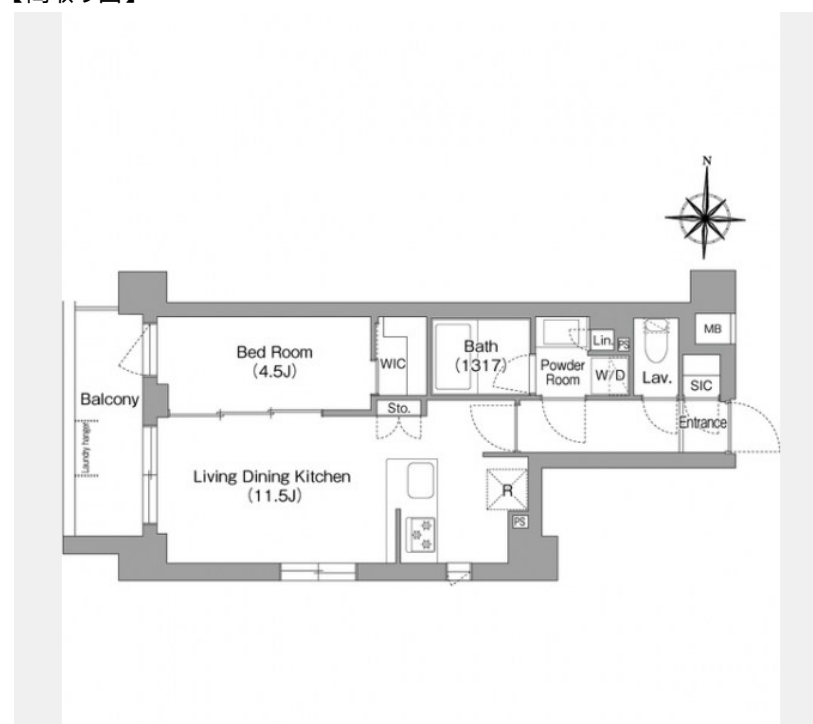 【間取り図】
N
MB
Bed Room
(4.5J)
WIC
Bath
(1317)
Lin.
PS
Powder
Room
W/D
Lav.
SIC
Balcony
Sto.
Entrance
Laundry hanger
Living Dining Kitchen
(11.5J)
R
PS